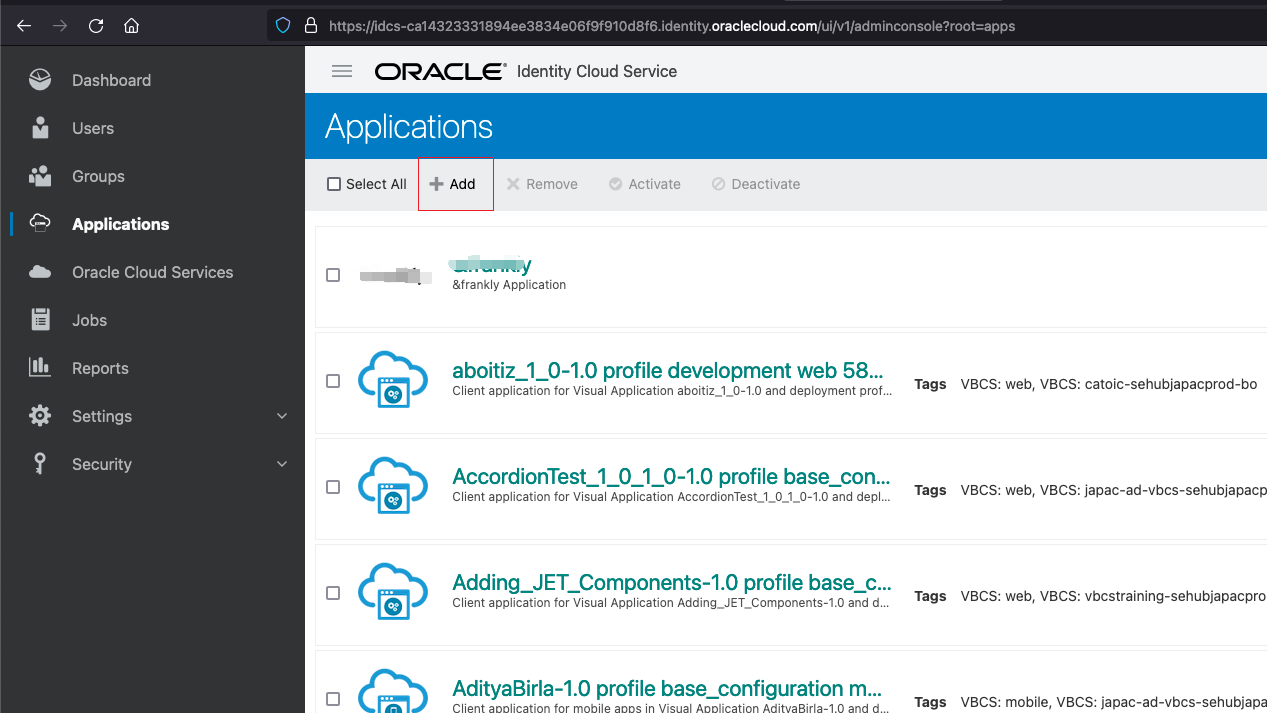 https://idcs-ca14323331894ee3834e06f9f910d8f6.identity.oraclecloud.com/ui/v1/adminconsole?root=apps
Dashboard
Users
Groups
Applications
Oracle Cloud Services
Jobs
Reports
Settings
Security
ORACLE® Identity Cloud Service
Applications
Select All Add Remove Activate Deactivate
&frankly Application
aboitiz_1_0-1.0 profile development web 58...
Client application for Visual Application aboitiz_1_0-1.0 and deployment prof...
Tags VBCS: web, VBCS: catoic-sehubjapacprod-bo
AccordionTest_1_0_1_0-1.0 profile base_con...
Client application for Visual Application AccordionTest_1_0_1_0-1.0 and depl...
Tags VBCS: web, VBCS: japac-ad-vbcs-sehubjapacp
Adding_JET_Components-1.0 profile base_c...
Client application for Visual Application Adding_JET_Components-1.0 and d...
Tags VBCS: web, VBCS: vbcstraining-sehubjapacpro
AdityaBirla-1.0 profile base_configuration m...
Client application for mobile apps in Visual Application AdityaBirla-1.0 and d...
Tags VBCS: mobile, VBCS: japac-ad-vbcs-sehubjapa